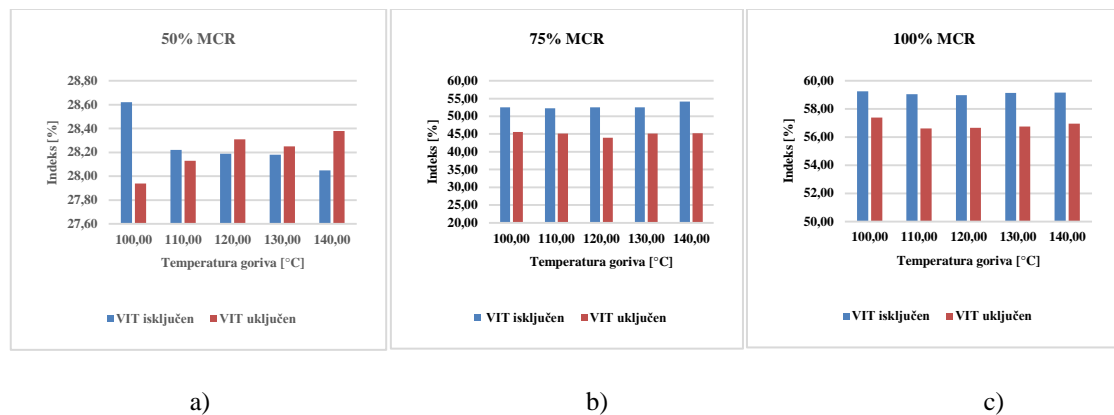 50% MCR
Indeks [%]
28,80
28,60
28,40
28,20
28,00
27,80
27,60
100,00 110,00 120,00 130,00 140,00
Temperatura goriva [°C]
VIT isključen VIT uključen
75% MCR
Indeks [%]
60,00
55,00
50,00
45,00
40,00
35,00
30,00
25,00
20,00
100,00 110,00 120,00 130,00 140,00
Temperatura goriva [°C]
VIT isključen VIT uključen
100% MCR
Indeks [%]
60,00
58,00
56,00
54,00
52,00
50,00
100,00 110,00 120,00 130,00 140,00
Temperatura goriva [°C]
VIT isključen VIT uključen
a) b) c)